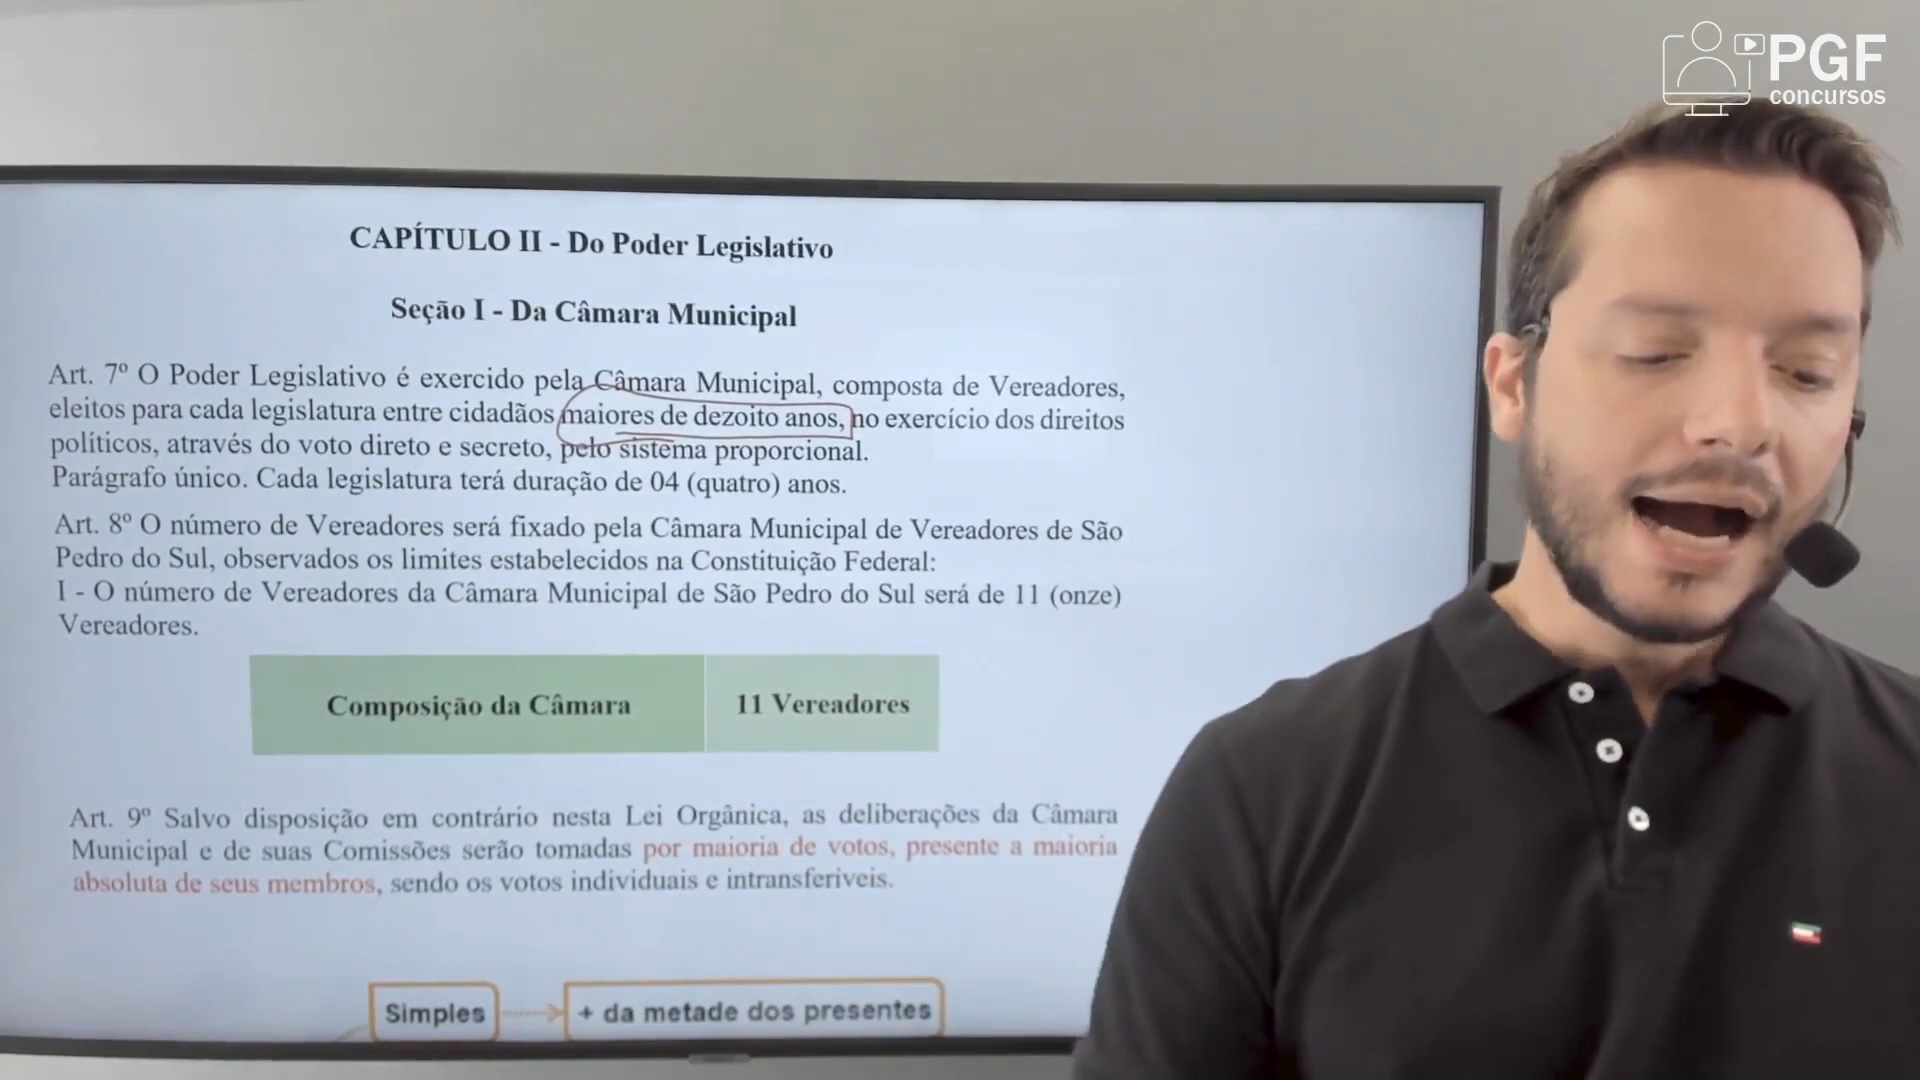 PGF
concursos
CAPÍTULO II - Do Poder Legislativo
Seção I - Da Câmara Municipal
Art. 7º O Poder Legislativo é exercido pela Câmara Municipal, composta de Vereadores,
eleitos para cada legislatura entre cidadãos maiores de dezoito anos, no exercício dos direitos
políticos, através do voto direto e secreto, pelo sistema proporcional.
Parágrafo único. Cada legislatura terá duração de 04 (quatro) anos.
Art. 8º O número de Vereadores será fixado pela Câmara Municipal de Vereadores de São
Pedro do Sul, observados os limites estabelecidos na Constituição Federal:
I - O número de Vereadores da Câmara Municipal de São Pedro do Sul será de 11 (onze)
Vereadores.
Composição da Câmara 11 Vereadores
Art. 9º Salvo disposição em contrário nesta Lei Orgânica, as deliberações da Câmara
Municipal e de suas Comissões serão tomadas por maioria de votos, presente a maioria
absoluta de seus membros, sendo os votos individuais e intransferíveis.
Simples + da metade dos presentes